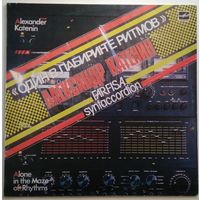 Alexander
Katenin
«ОДИН В ЛАБИРИНТЕ РИТМОВ»
АЛЕКСАНДР КАТЕНИН
FARFISA
syntaccordion
Alone
in the Maze
of Rhythms